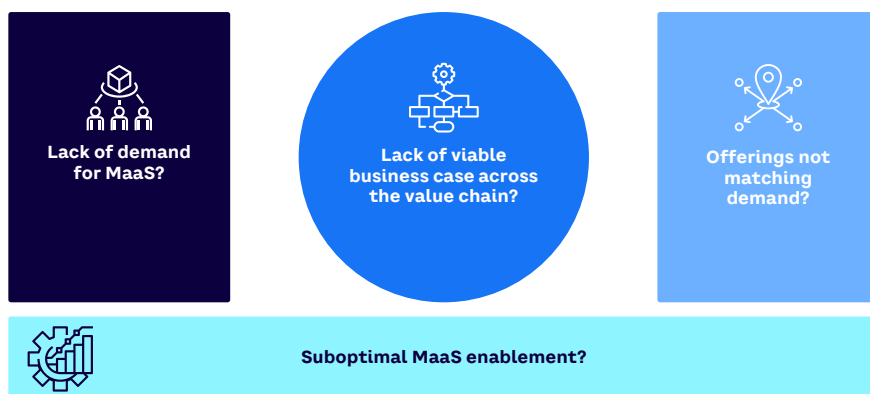 Lack of demand
for MaaS?
Lack of viable
business case across
the value chain?
Offerings not
matching
demand?
Suboptimal MaaS enablement?